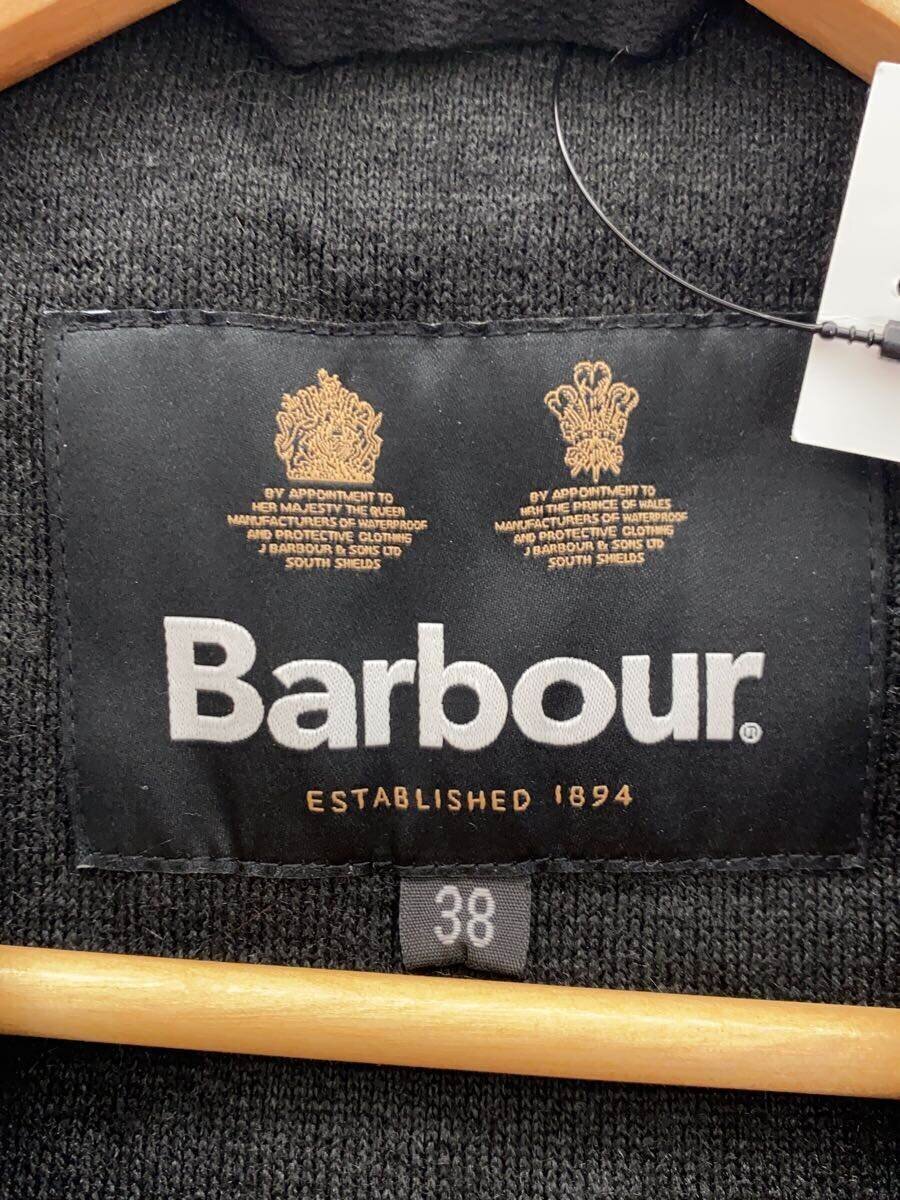 BY APPOINTMENT TO
HER MAJESTY THE QUEEN
MANUFACTURERS OF WATERPROOF
AND PROTECTIVE CLOTHING
J BARBOUR & SONS LTD
SOUTH SHIELDS
BY APPOINTMENT TO
HRH THE PRINCE OF WALES
MANUFACTURERS OF WATERPROOF
AND PROTECTIVE CLOTHING
J BARBOUR & SONS LTD
SOUTH SHIELDS
Barbour®
ESTABLISHED 1894
38